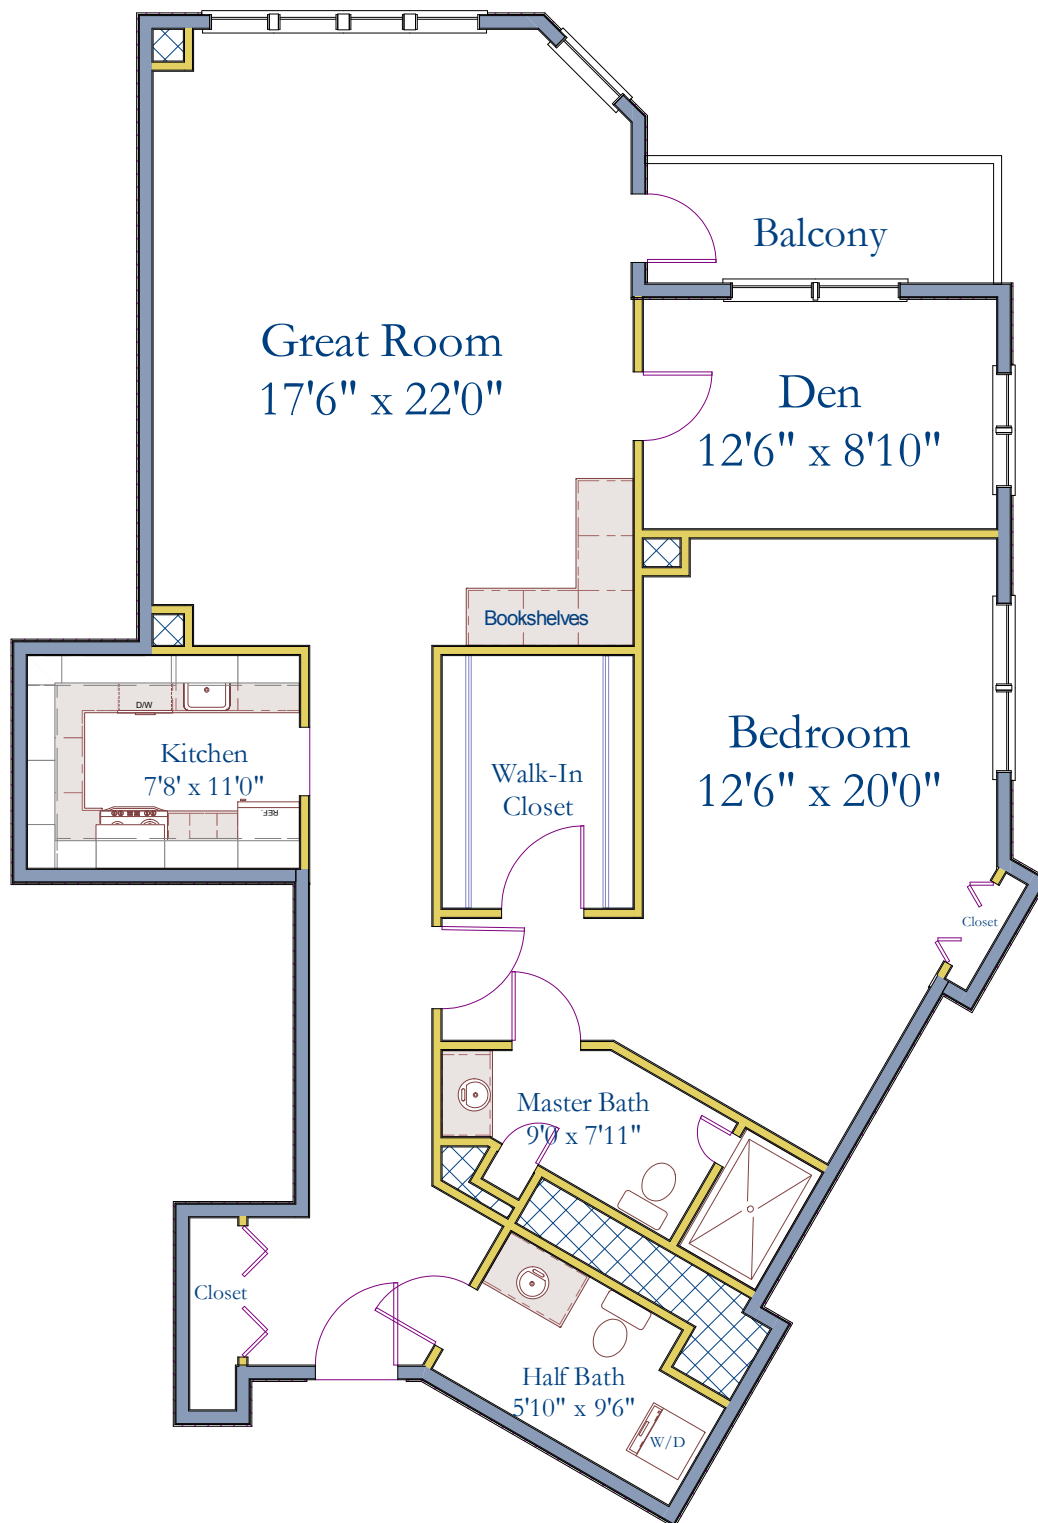 Balcony
Great Room
17'6" x 22'0"
Den
12'6" x 8'10"
Bookshelves
D/W
Kitchen
7'8' x 11'0"
REF.
Walk-In
Closet
Bedroom
12'6" x 20'0"
Closet
Master Bath
9'0 x 7'11"
Closet
Half Bath
5'10" x 9'6"
W/D